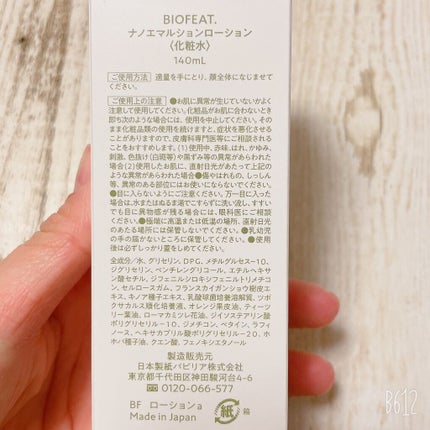 BIOFEAT.
ナノエマルションローション
〈化粧水〉
140mL
ご使用方法 適量を手にとり、顔全体になじませて
ください。
ご使用上の注意 ●お肌に異常が生じていないかよく
注意して使用してください。化粧品がお肌に合わないとき
即ち次のような場合には、使用を中止してください。その
まま化粧品類の使用を続けますと、症状を悪化させること
がありますので、皮膚科専門医等にご相談されること
をおすすめします。(1)使用中、赤味、はれ、かゆみ、
刺激、色抜け(白斑等)や黒ずみ等の異常があらわれた
場合(2)使用したお肌に、直射日光があたって上記の
ような異常があらわれた場合●傷やはれもの、しっしん
等、異常のある部位にはお使いにならないでください。
●目に入らないようにご注意ください。万一目に入った
場合は、水またはぬるま湯でこすらずに洗い流し、すすい
でも目に異物感が残る場合には、眼科医にご相談
ください。●極端に高温または低温の場所、直射日光
のあたる場所には保管しないでください。●乳幼児
の手の届かないところに保管してください。●使用
後は必ずしっかり蓋をしめてください。
全成分/水、グリセリン、DPG、メチルグルセス-10、
ジグリセリン、ペンチレングリコール、エチルヘキサ
ン酸セチル、ジフェニルシロキシフェニルトリメチコ
ン、セルロースガム、フランスカイガンショウ樹皮エ
キス、キノア種子エキス、乳酸球菌培養溶解質、ツボ
クサカルス順化培養液、オレンジ果皮油、ティーツ
リー葉油、ローマカミツレ花油、ジイソステアリン酸
ポリグリセリル-10、ジメチコン、ベタイン、ラフィ
ノース、ヘキサカプリル酸ポリグリセリル-20、ホ
ホバ種子油、クエン酸、フェノキシエタノール
製造販売元
日本製紙パピリア株式会社
東京都千代田区神田駿河台4-6
0120-066-577
BF ローションa
Made in Japan
紙
箱
B612